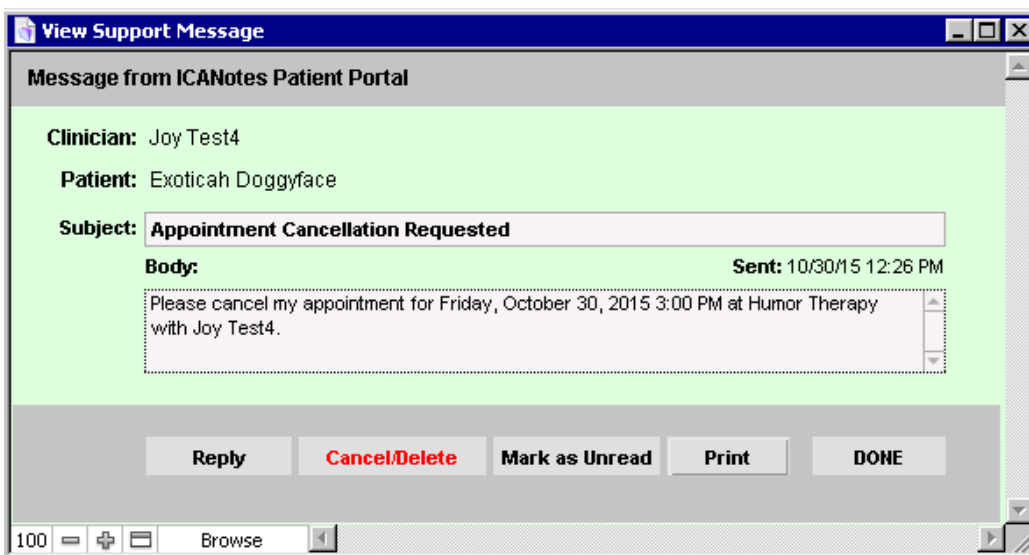 View Support Message
Message from ICANotes Patient Portal
Clinician: Joy Test4
Patient: Exoticah Doggyface
Subject: Appointment Cancellation Requested
Body: Sent: 10/30/15 12:26 PM
Please cancel my appointment for Friday, October 30, 2015 3:00 PM at Humor Therapy
with Joy Test4.
Reply Cancel/Delete Mark as Unread Print DONE
100 Browse